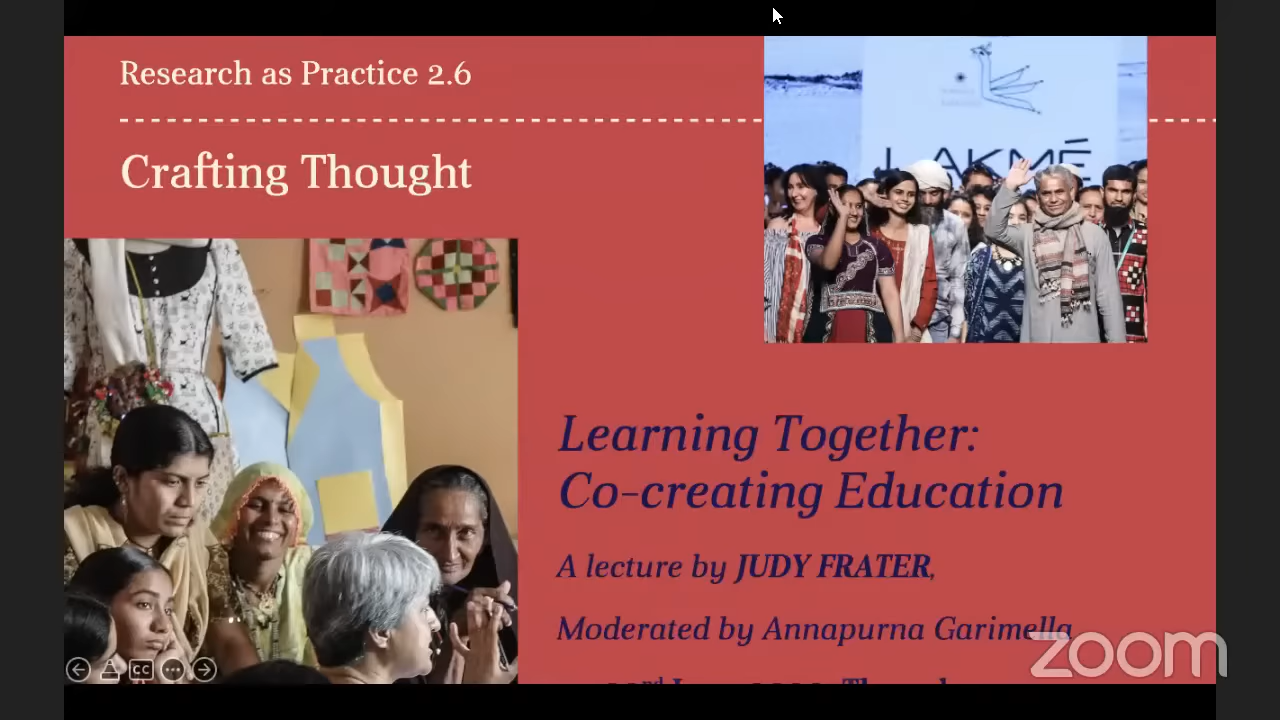 Research as Practice 2.6
Crafting Thought
LAKMÉ
Learning Together:
Co-creating Education
A lecture by JUDY FRATER,
Moderated by Annapurna Garimella
zoom
CC